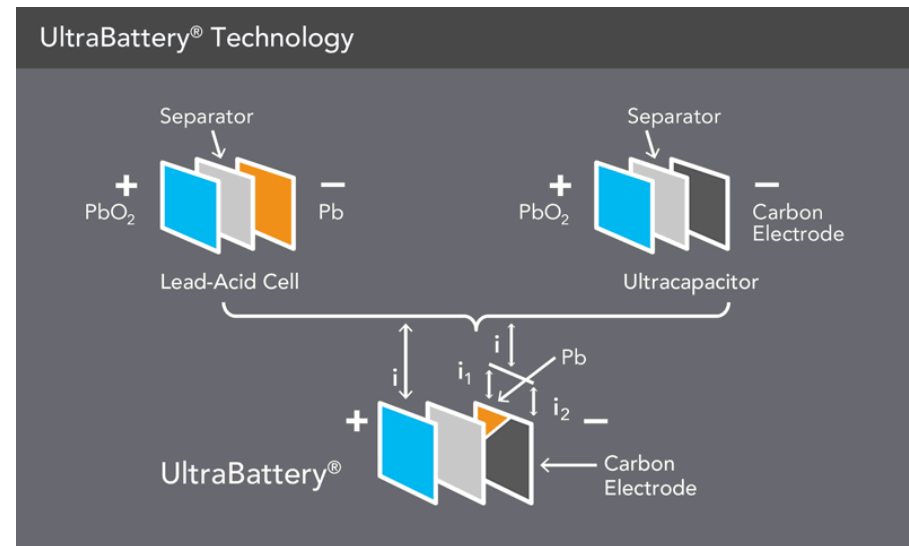 UltraBattery® Technology
Separator
+
PbO₂
−
Pb
Lead-Acid Cell
Separator
+
PbO₂
−
Carbon
Electrode
Ultracapacitor
i
i
i₁
Pb
i₂
+
−
UltraBattery®
Carbon
Electrode